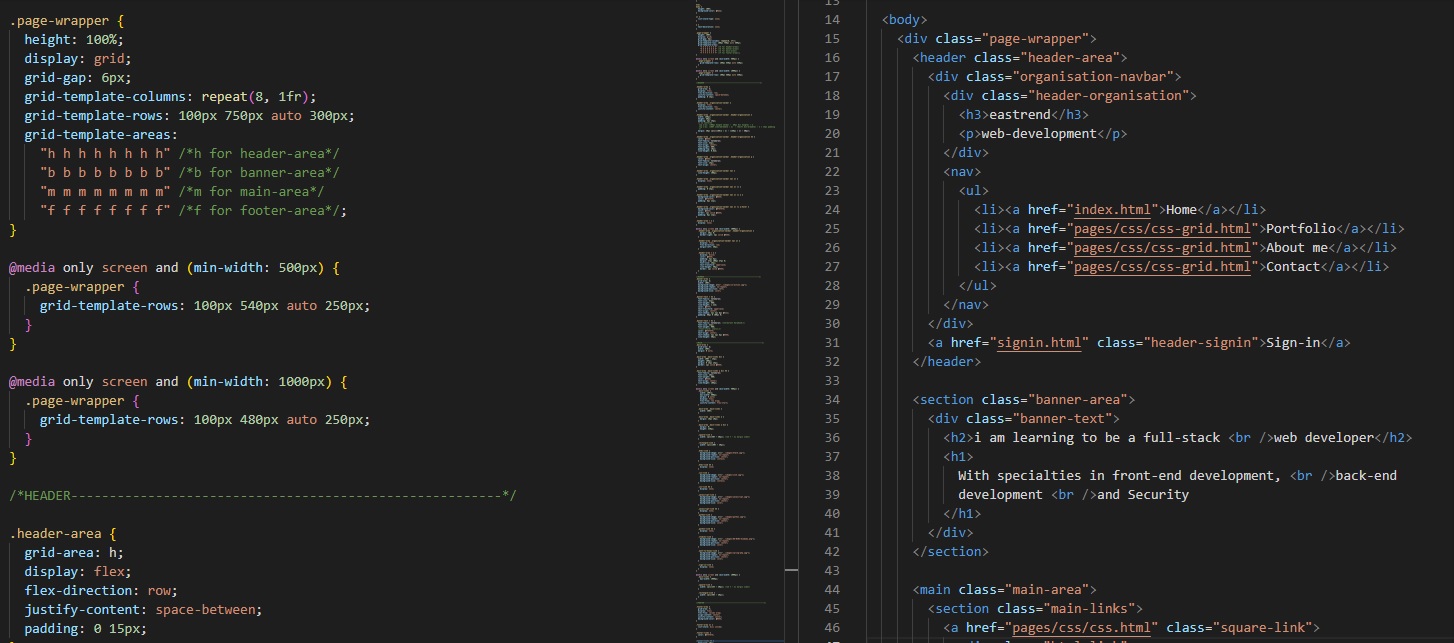 .page-wrapper {
height: 100%;
display: grid;
grid-gap: 6px;
grid-template-columns: repeat(8, 1fr);
grid-template-rows: 100px 750px auto 300px;
grid-template-areas:
"h h h h h h h h" /*h for header-area*/
"b b b b b b b b" /*b for banner-area*/
"m m m m m m m m" /*m for main-area*/
"f f f f f f f f" /*f for footer-area*/;
}
@media only screen and (min-width: 500px) {
.page-wrapper {
grid-template-rows: 100px 540px auto 250px;
}
}
@media only screen and (min-width: 1000px) {
.page-wrapper {
grid-template-rows: 100px 480px auto 250px;
}
}
/*HEADER--------------------------------------------------------*/
.header-area {
grid-area: h;
display: flex;
flex-direction: row;
justify-content: space-between;
padding: 0 15px;
13
14 <body>
15 <div class="page-wrapper">
16 <header class="header-area">
17 <div class="organisation-navbar">
18 <div class="header-organisation">
19 <h3>eastrend</h3>
20 <p>web-development</p>
21 </div>
22 <nav>
23 <ul>
24 <li><a href="index.html">Home</a></li>
25 <li><a href="pages/css/css-grid.html">Portfolio</a></li>
26 <li><a href="pages/css/css-grid.html">About me</a></li>
27 <li><a href="pages/css/css-grid.html">Contact</a></li>
28 </ul>
29 </nav>
30 </div>
31 <a href="signin.html" class="header-signin">Sign-in</a>
32 </header>
33
34 <section class="banner-area">
35 <div class="banner-text">
36 <h2>i am learning to be a full-stack <br />web developer</h2>
37 <h1>
38 With specialties in front-end development, <br />back-end
39 development <br />and Security
40 </h1>
41 </div>
42 </section>
43
44 <main class="main-area">
45 <section class="main-links">
46 <a href="pages/css/css.html" class="square-link">